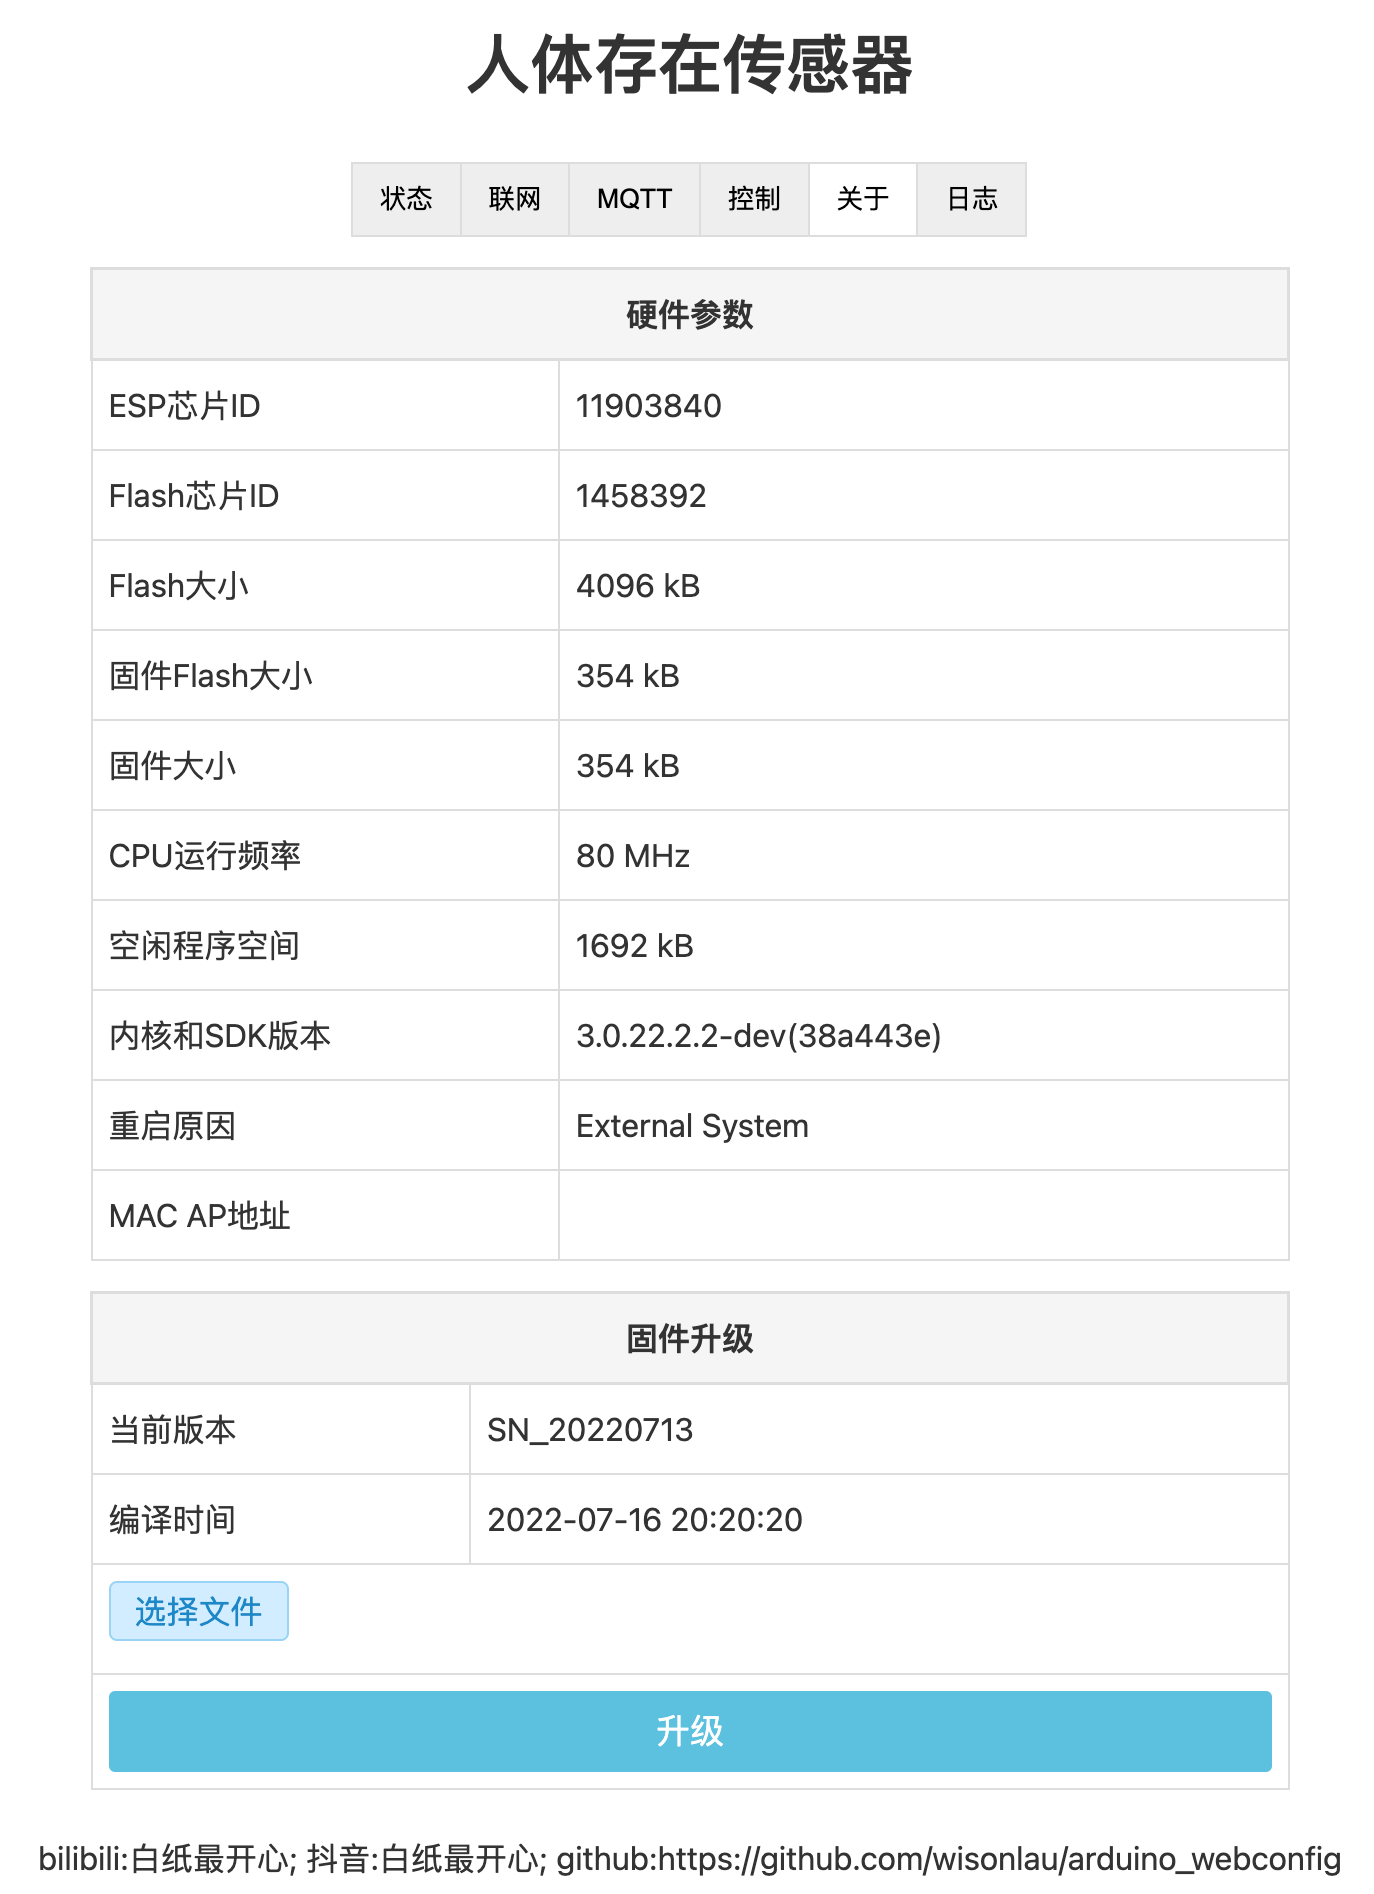 人体存在传感器
状态 联网 MQTT 控制 关于 日志
硬件参数
ESP芯片ID 11903840
Flash芯片ID 1458392
Flash大小 4096 kB
固件Flash大小 354 kB
固件大小 354 kB
CPU运行频率 80 MHz
空闲程序空间 1692 kB
内核和SDK版本 3.0.22.2.2-dev(38a443e)
重启原因 External System
MAC AP地址
固件升级
当前版本 SN_20220713
编译时间 2022-07-16 20:20:20
选择文件
升级
bilibili:白纸最开心; 抖音:白纸最开心; github:https://github.com/wisonlau/arduino_webconfig